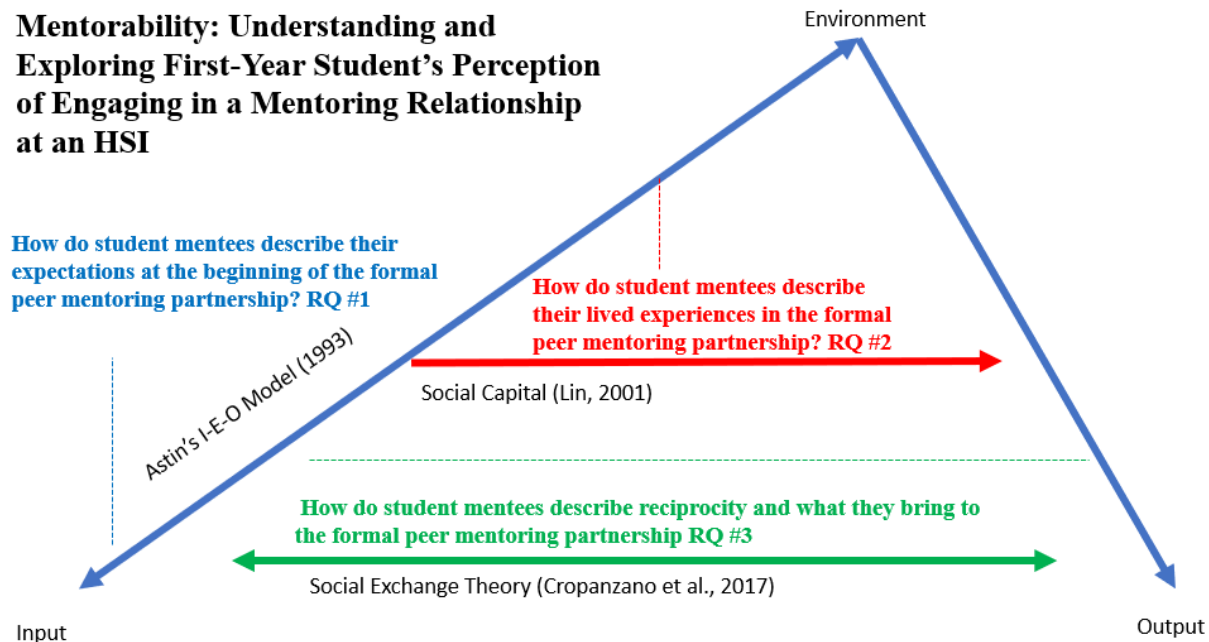 Mentorability: Understanding and
Exploring First-Year Student's Perception
of Engaging in a Mentoring Relationship
at an HSI
Environment
How do student mentees describe their
expectations at the beginning of the formal
peer mentoring partnership? RQ #1
How do student mentees describe
their lived experiences in the formal
peer mentoring partnership? RQ #2
Astin's I-E-O Model (1993)
Social Capital (Lin, 2001)
How do student mentees describe reciprocity and what they bring to
the formal peer mentoring partnership RQ #3
Social Exchange Theory (Cropanzano et al., 2017)
Input
Output